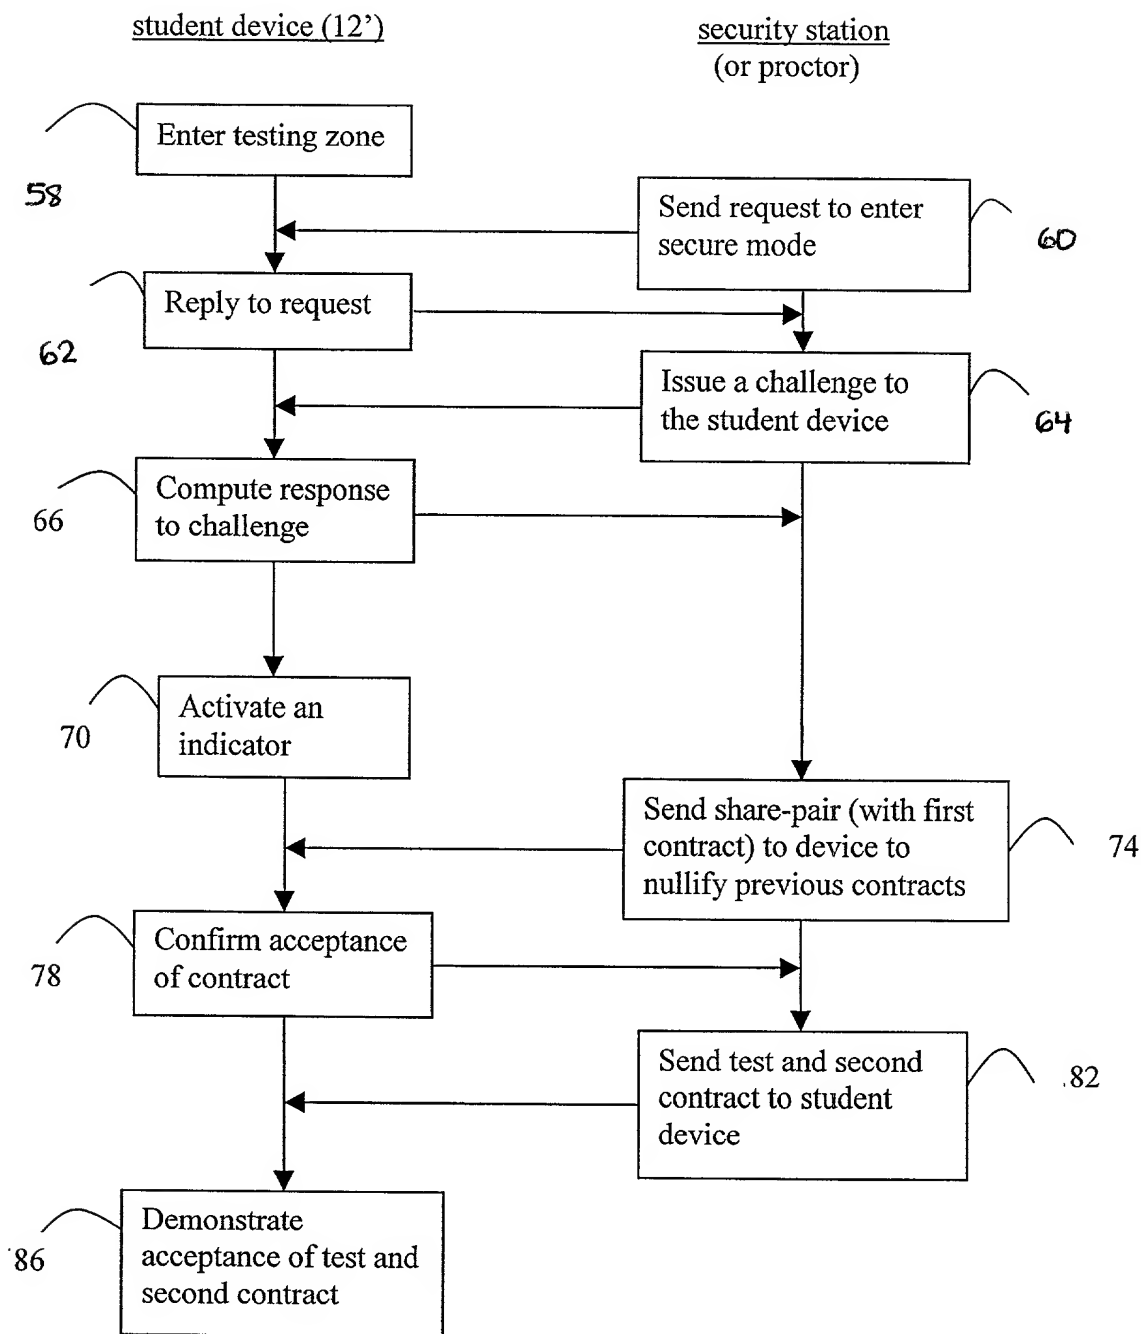 student device (12’)
security station
(or proctor)
Enter testing zone
58
Send request to enter
secure mode
60
Reply to request
62
Issue a challenge to
the student device
64
Compute response
to challenge
66
Activate an
indicator
70
Send share-pair (with first
contract) to device to
nullify previous contracts
74
Confirm acceptance
of contract
78
Send test and second
contract to student
device
82
Demonstrate
acceptance of test and
second contract
86